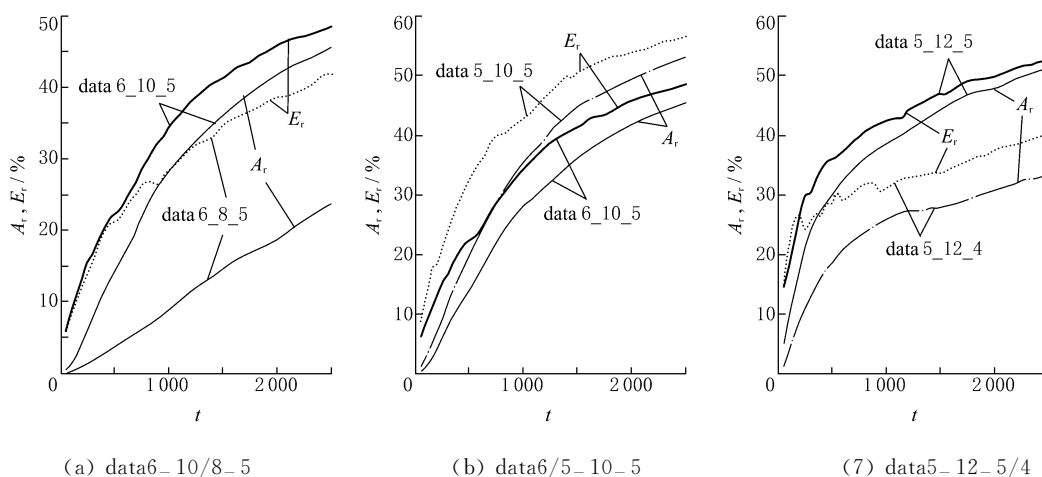 50
40
30
20
10
0
1 000
2 000
A_r, E_r / %
t
data 6_10_5
E_r
A_r
data 6_8_5
(a) data6_10/8_5
60
50
40
30
20
10
0
1 000
2 000
A_r, E_r / %
t
E_r
data 5_10_5
A_r
data 6_10_5
(b) data6/5_10_5
70
60
50
40
30
20
10
0
1 000
2 000
A_r, E_r / %
t
data 5_12_5
A_r
E_r
data 5_12_4
(7) data5_12_5/4